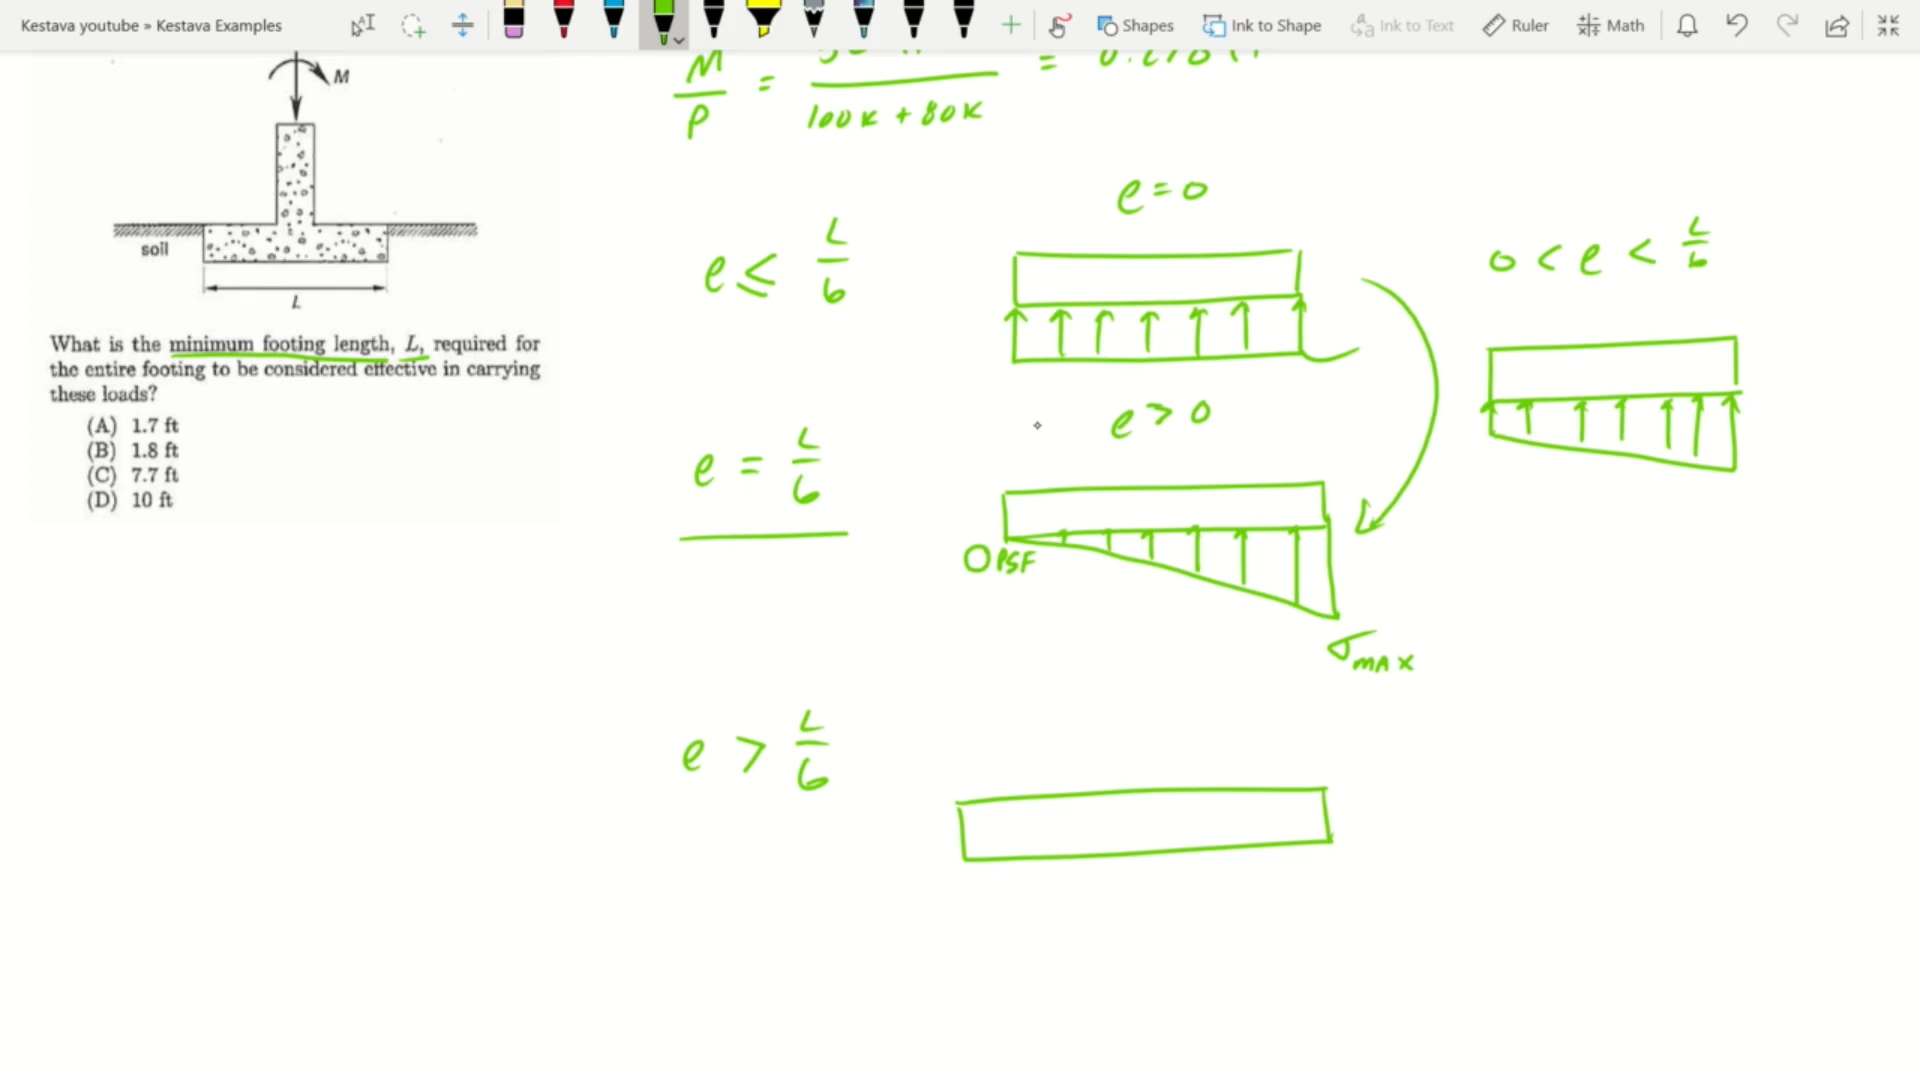 Kestava youtube » Kestava Examples
Shapes
Ink to Shape
Ink to Text
Ruler
Math
M
soil
L
What is the minimum footing length, L, required for
the entire footing to be considered effective in carrying
these loads?
(A) 1.7 ft
(B) 1.8 ft
(C) 7.7 ft
(D) 10 ft
M/P = 
100K + 80K
=
e = 0
e ≤ L/6
0 < e < L/6
e > 0
e = L/6
0 PSF
σMAX
e > L/6